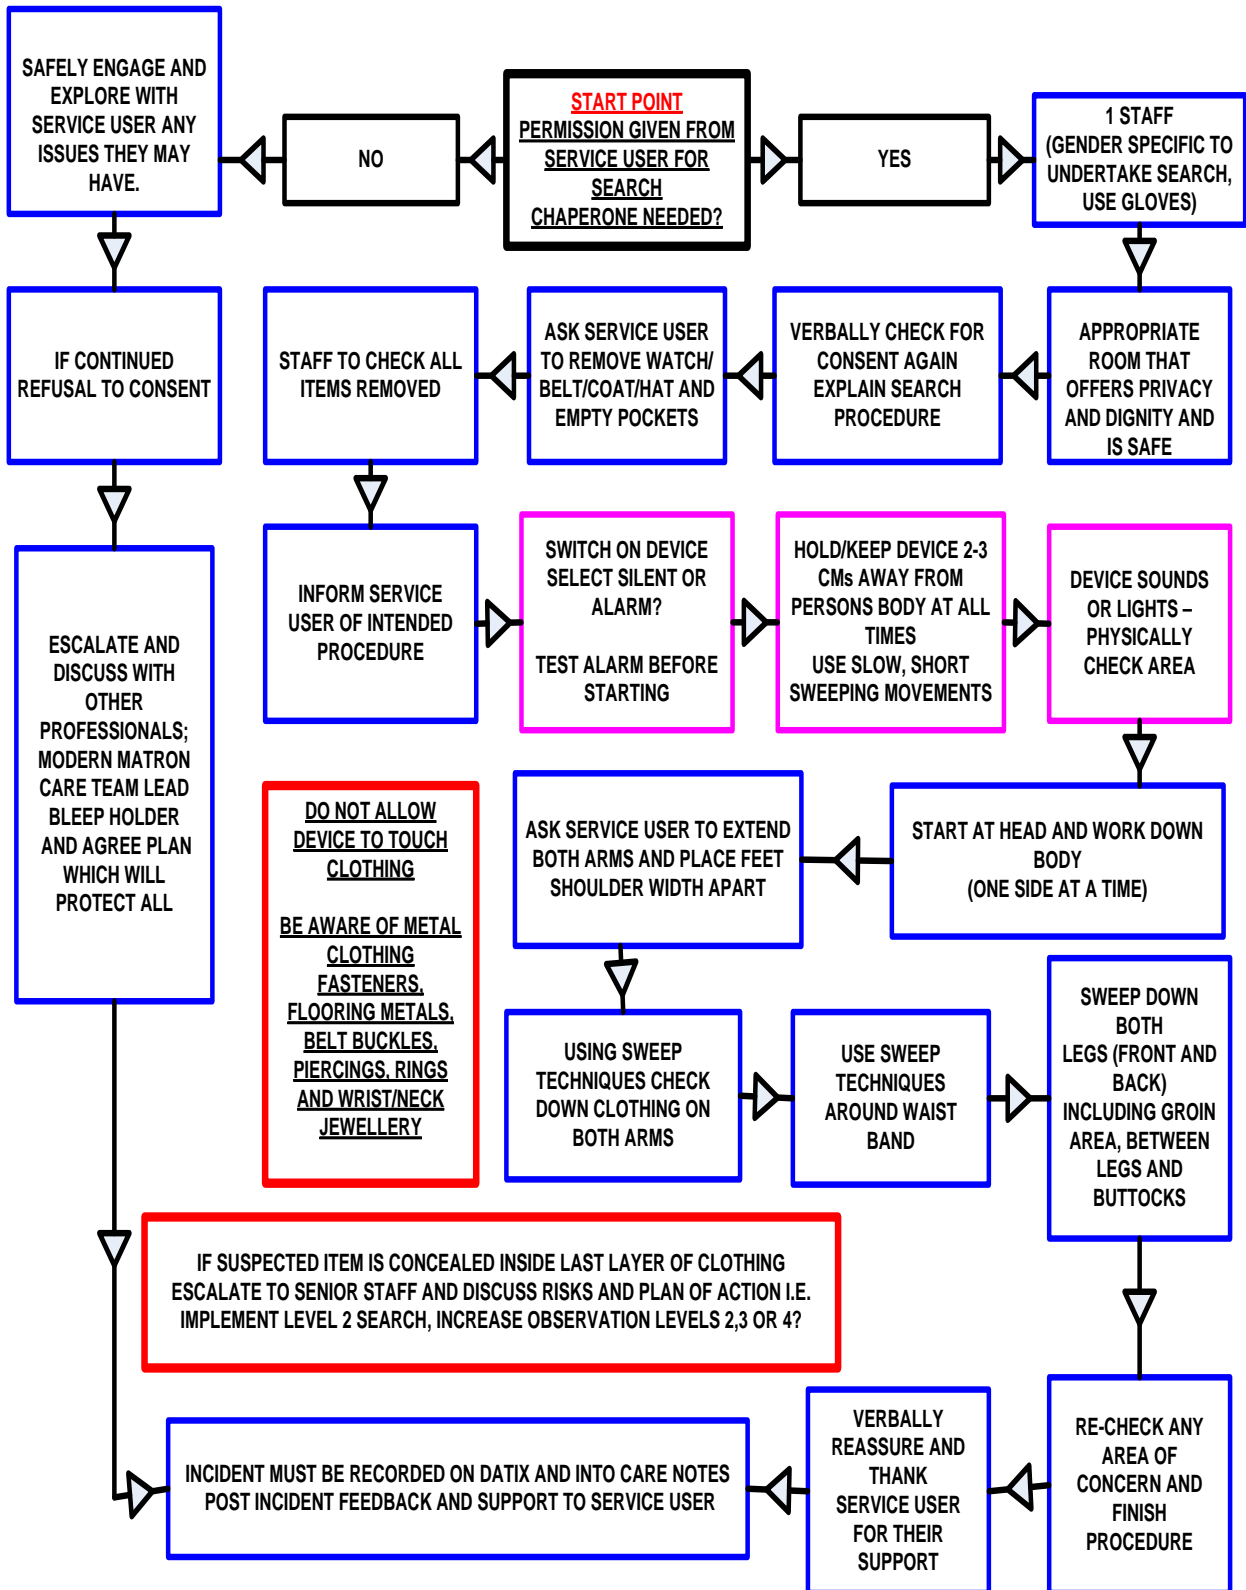 SAFELY ENGAGE AND
EXPLORE WITH
SERVICE USER ANY
ISSUES THEY MAY
HAVE.
NO
START POINT
PERMISSION GIVEN FROM
SERVICE USER FOR
SEARCH
CHAPERONE NEEDED?
YES
1 STAFF
(GENDER SPECIFIC TO
UNDERTAKE SEARCH,
USE GLOVES)
IF CONTINUED
REFUSAL TO CONSENT
STAFF TO CHECK ALL
ITEMS REMOVED
ASK SERVICE USER
TO REMOVE WATCH/
BELT/COAT/HAT AND
EMPTY POCKETS
VERBALLY CHECK FOR
CONSENT AGAIN
EXPLAIN SEARCH
PROCEDURE
APPROPRIATE
ROOM THAT
OFFERS PRIVACY
AND DIGNITY AND
IS SAFE
ESCALATE AND
DISCUSS WITH
OTHER
PROFESSIONALS;
MODERN MATRON
CARE TEAM LEAD
BLEEP HOLDER
AND AGREE PLAN
WHICH WILL
PROTECT ALL
INFORM SERVICE
USER OF INTENDED
PROCEDURE
SWITCH ON DEVICE
SELECT SILENT OR
ALARM?
TEST ALARM BEFORE
STARTING
HOLD/KEEP DEVICE 2-3
CMs AWAY FROM
PERSONS BODY AT ALL
TIMES
USE SLOW, SHORT
SWEEPING MOVEMENTS
DEVICE SOUNDS
OR LIGHTS –
PHYSICALLY
CHECK AREA
DO NOT ALLOW
DEVICE TO TOUCH
CLOTHING
BE AWARE OF METAL
CLOTHING
FASTENERS,
FLOORING METALS,
BELT BUCKLES,
PIERCINGS, RINGS
AND WRIST/NECK
JEWELLERY
ASK SERVICE USER TO EXTEND
BOTH ARMS AND PLACE FEET
SHOULDER WIDTH APART
START AT HEAD AND WORK DOWN
BODY
(ONE SIDE AT A TIME)
USING SWEEP
TECHNIQUES CHECK
DOWN CLOTHING ON
BOTH ARMS
USE SWEEP
TECHNIQUES
AROUND WAIST
BAND
SWEEP DOWN
BOTH
LEGS (FRONT AND
BACK)
INCLUDING GROIN
AREA, BETWEEN
LEGS AND
BUTTOCKS
IF SUSPECTED ITEM IS CONCEALED INSIDE LAST LAYER OF CLOTHING
ESCALATE TO SENIOR STAFF AND DISCUSS RISKS AND PLAN OF ACTION I.E.
IMPLEMENT LEVEL 2 SEARCH, INCREASE OBSERVATION LEVELS 2,3 OR 4?
INCIDENT MUST BE RECORDED ON DATIX AND INTO CARE NOTES
POST INCIDENT FEEDBACK AND SUPPORT TO SERVICE USER
VERBALLY
REASSURE AND
THANK
SERVICE USER
FOR THEIR
SUPPORT
RE-CHECK ANY
AREA OF
CONCERN AND
FINISH
PROCEDURE